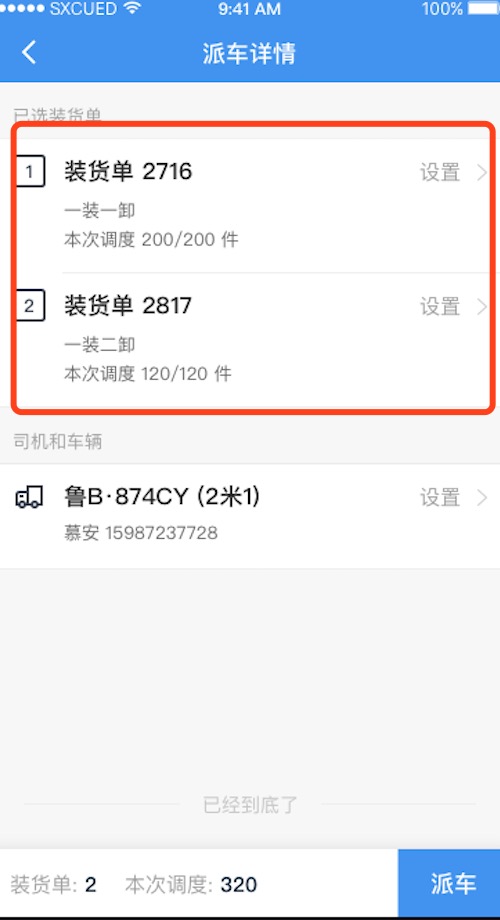 SXCUED 9:41 AM 100%
派车详情
已选装货单
1 装货单 2716 设置
一装一卸
本次调度 200/200 件
2 装货单 2817 设置
一装二卸
本次调度 120/120 件
司机和车辆
鲁B·874CY (2米1) 设置
慕安 15987237728
已经到底了
装货单: 2 本次调度: 320 派车